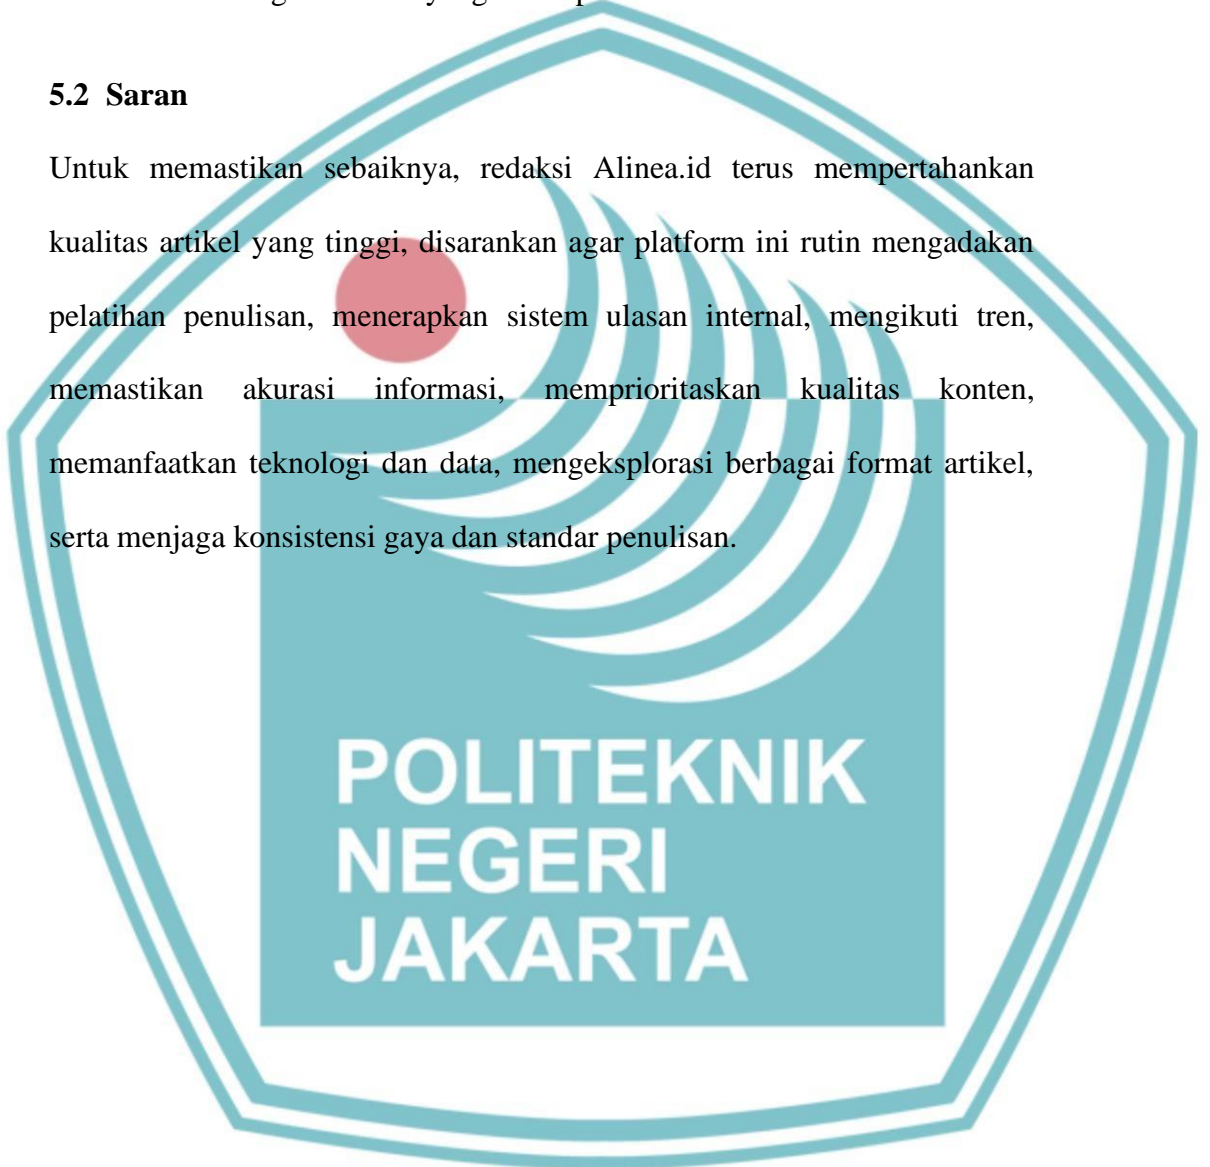 5.2 Saran
Untuk memastikan sebaiknya, redaksi Alinea.id terus mempertahankan
kualitas artikel yang tinggi, disarankan agar platform ini rutin mengadakan
pelatihan penulisan, menerapkan sistem ulasan internal, mengikuti tren,
memastikan akurasi informasi, memprioritaskan kualitas konten,
memanfaatkan teknologi dan data, mengeksplorasi berbagai format artikel,
serta menjaga konsistensi gaya dan standar penulisan.
POLITEKNIK
NEGERI
JAKARTA